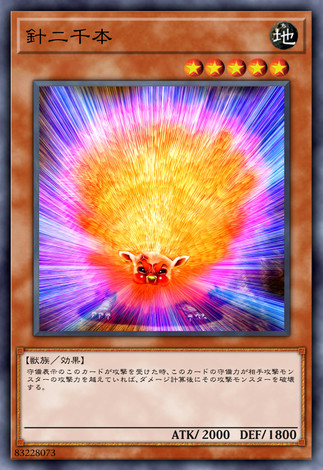 針二千本
地
【獣族／効果】
守備表示のこのカードが攻撃を受けた時、このカードの守備力が相手攻撃モン
スターの攻撃力を越えていれば、ダメージ計算後にその攻撃モンスターを破壊
する。
ATK/ 2000 DEF/1800
83228073